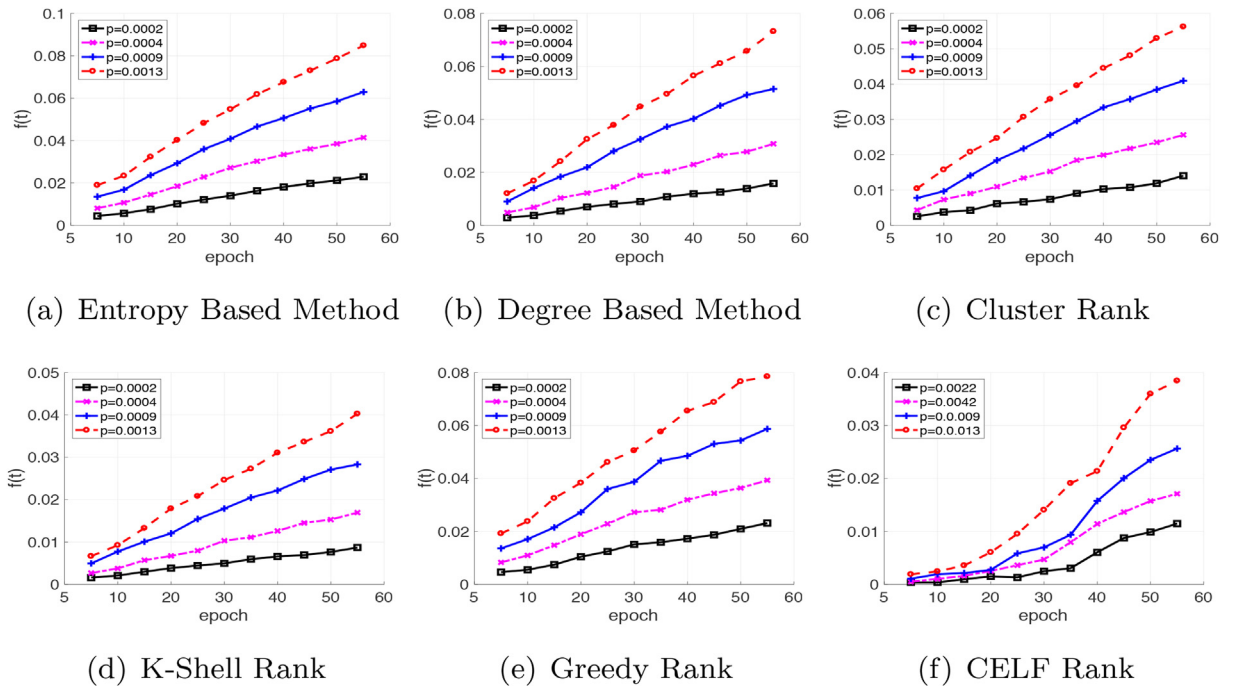 0.1
p=0.0002
p=0.0004
p=0.0009
p=0.0013
0.08
0.06
0.04
0.02
0
f(t)
5 10 20 30 40 50 60
epoch
(a) Entropy Based Method
0.08
p=0.0002
p=0.0004
p=0.0009
p=0.0013
0.06
0.04
0.02
0
f(t)
5 10 20 30 40 50 60
epoch
(b) Degree Based Method
0.06
p=0.0002
p=0.0004
p=0.0009
p=0.0013
0.05
0.04
0.03
0.02
0.01
0
f(t)
5 10 20 30 40 50 60
epoch
(c) Cluster Rank
0.05
p=0.0002
p=0.0004
p=0.0009
p=0.0013
0.04
0.03
0.02
0.01
0
f(t)
5 10 20 30 40 50 60
epoch
(d) K-Shell Rank
0.08
p=0.0002
p=0.0004
p=0.0009
p=0.0013
0.06
0.04
0.02
0
f(t)
5 10 20 30 40 50 60
epoch
(e) Greedy Rank
0.04
p=0.0022
p=0.0042
p=0.0.009
p=0.0.013
0.03
0.02
0.01
0
f(t)
5 10 20 30 40 50 60
epoch
(f) CELF Rank